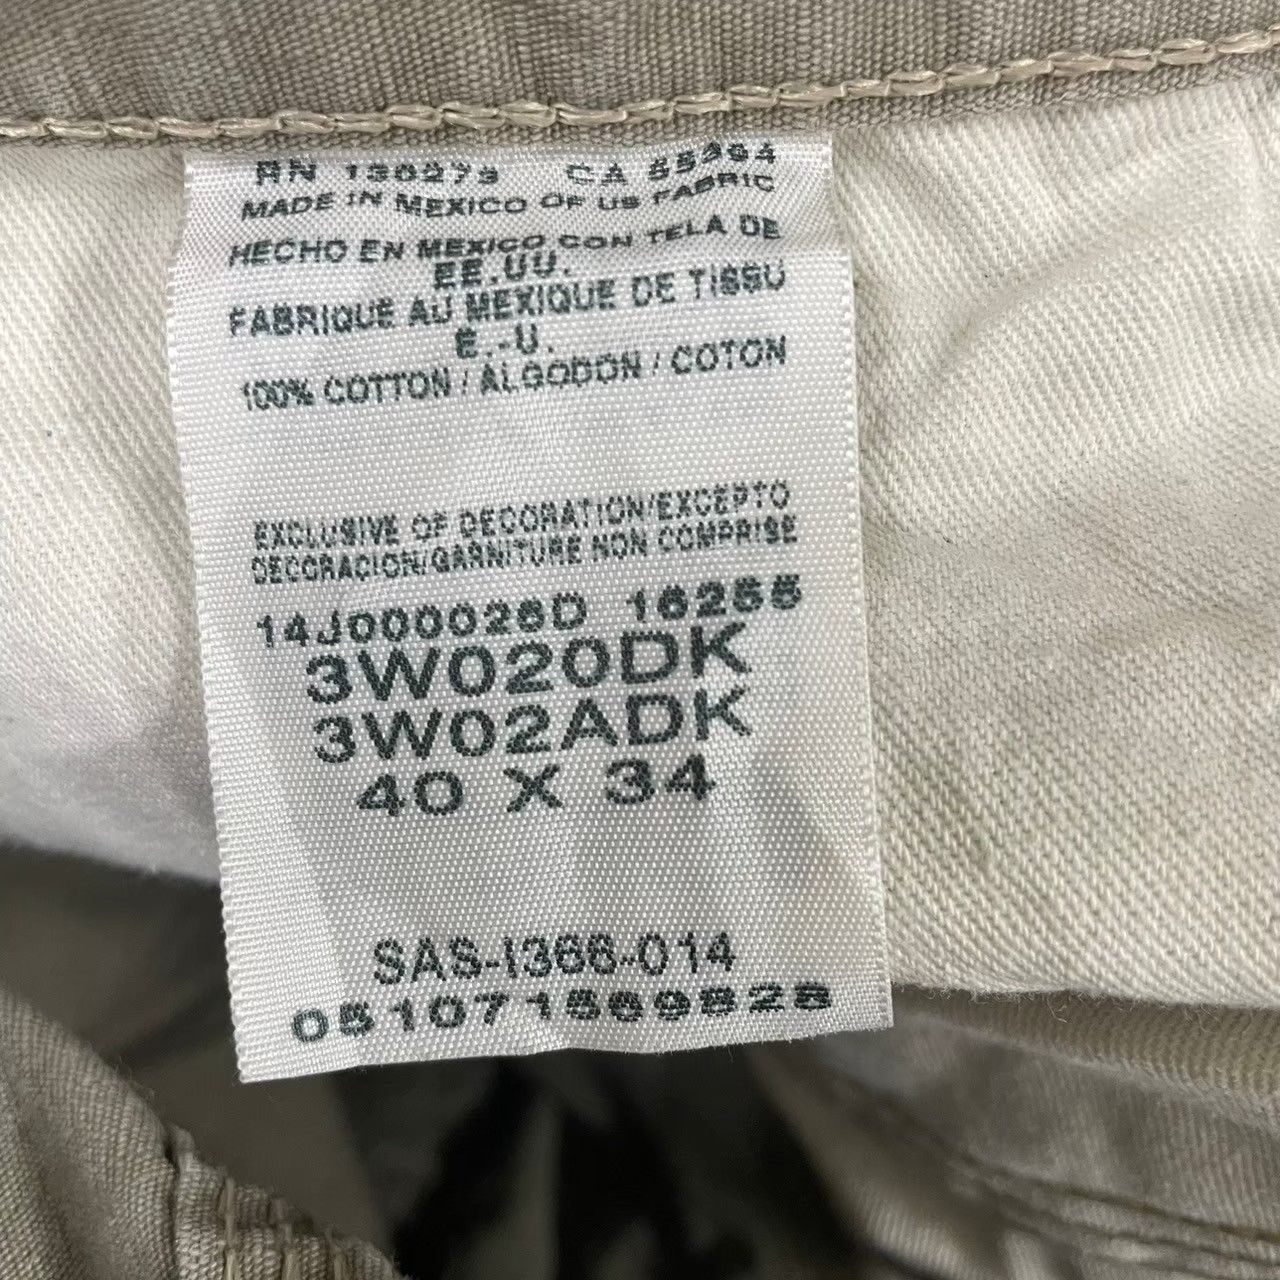 RN 130273 CA 55394
MADE IN MEXICO OF US FABRIC
HECHO EN MEXICO CON TELA DE
EE.UU.
FABRIQUE AU MEXIQUE DE TISSU
E.-U.
100% COTTON / ALGODON / COTON
EXCLUSIVE OF DECORATION/EXCEPTO
DECORACION/GARNITURE NON COMPRISE
14J000026D 16255
3W020DK
3W02ADK
40 X 34
SAS-I366-014
051071569828